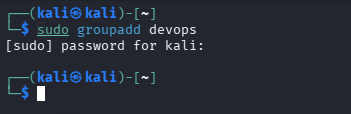 ┌──(kali㉿kali)-[~]
└─$ sudo groupadd devops
[sudo] password for kali:
┌──(kali㉿kali)-[~]
└─$